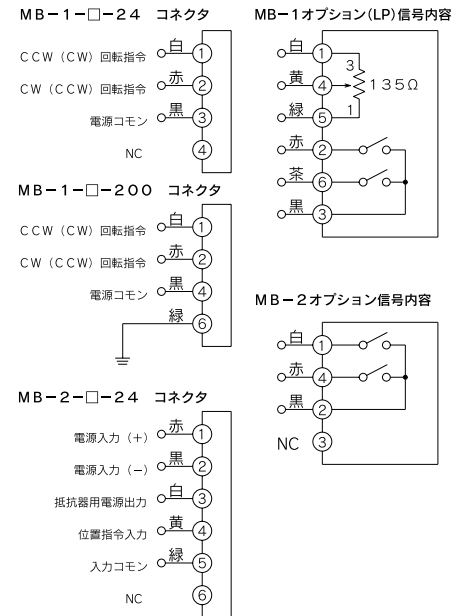 MB－1－□－24 コネクタ
CCW（CW）回転指令 白 ①
CW（CCW）回転指令 赤 ②
電源コモン 黒 ③
NC ④
MB－1－□－200 コネクタ
CCW（CW）回転指令 白 ①
CW（CCW）回転指令 赤 ②
電源コモン 黒 ④
緑 ⑥
MB－2－□－24 コネクタ
電源入力（＋） 赤 ①
電源入力（－） 黒 ②
抵抗器用電源出力 白 ③
位置指令入力 黄 ④
入力コモン 緑 ⑤
NC ⑥
MB－1オプション（LP）信号内容
白 ① 3
黄 ④ 135Ω
緑 ⑤ 1
赤 ②
茶 ⑥
黒 ③
MB－2オプション信号内容
白 ①
赤 ④
黒 ②
NC ③